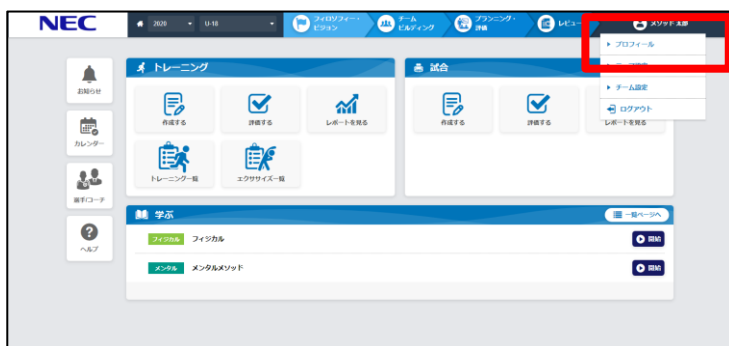 NEC
2020
U-18
フィロソフィー・
ビジョン
チーム
ビルディング
プランニング・
評価
レビュー
メソッド 太郎
プロフィール
チーム設定
ログアウト
お知らせ
カレンダー
選手/コーチ
ヘルプ
トレーニング
作成する
評価する
レポートを見る
トレーニング一覧
エクササイズ一覧
試合
作成する
評価する
レポートを見る
学ぶ
一覧ページへ
フィジカル フィジカル
開始
メンタル メンタルメソッド
開始